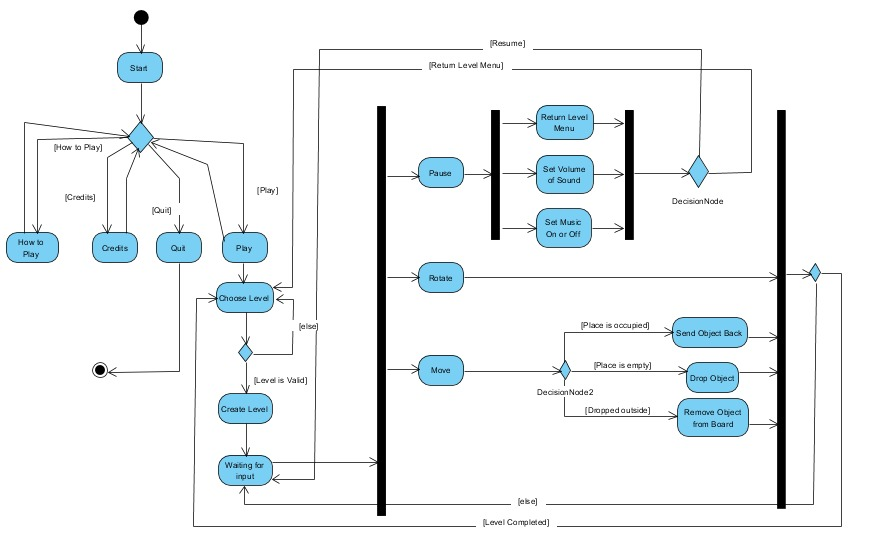 [Resume]
[Return Level Menu]
Start
Return Level
Menu
[How to Play]
Pause
Set Volume
of Sound
[Credits]
[Play]
[Quit]
DecisionNode
Set Music
On or Off
How to
Play
Credits
Quit
Play
Rotate
Choose Level
[else]
[Place is occupied]
Send Object Back
[Place is empty]
Move
Drop Object
[Level is Valid]
DecisionNode2
Create Level
[Dropped outside]
Remove Object
from Board
Waiting for
input
[else]
[Level Completed]